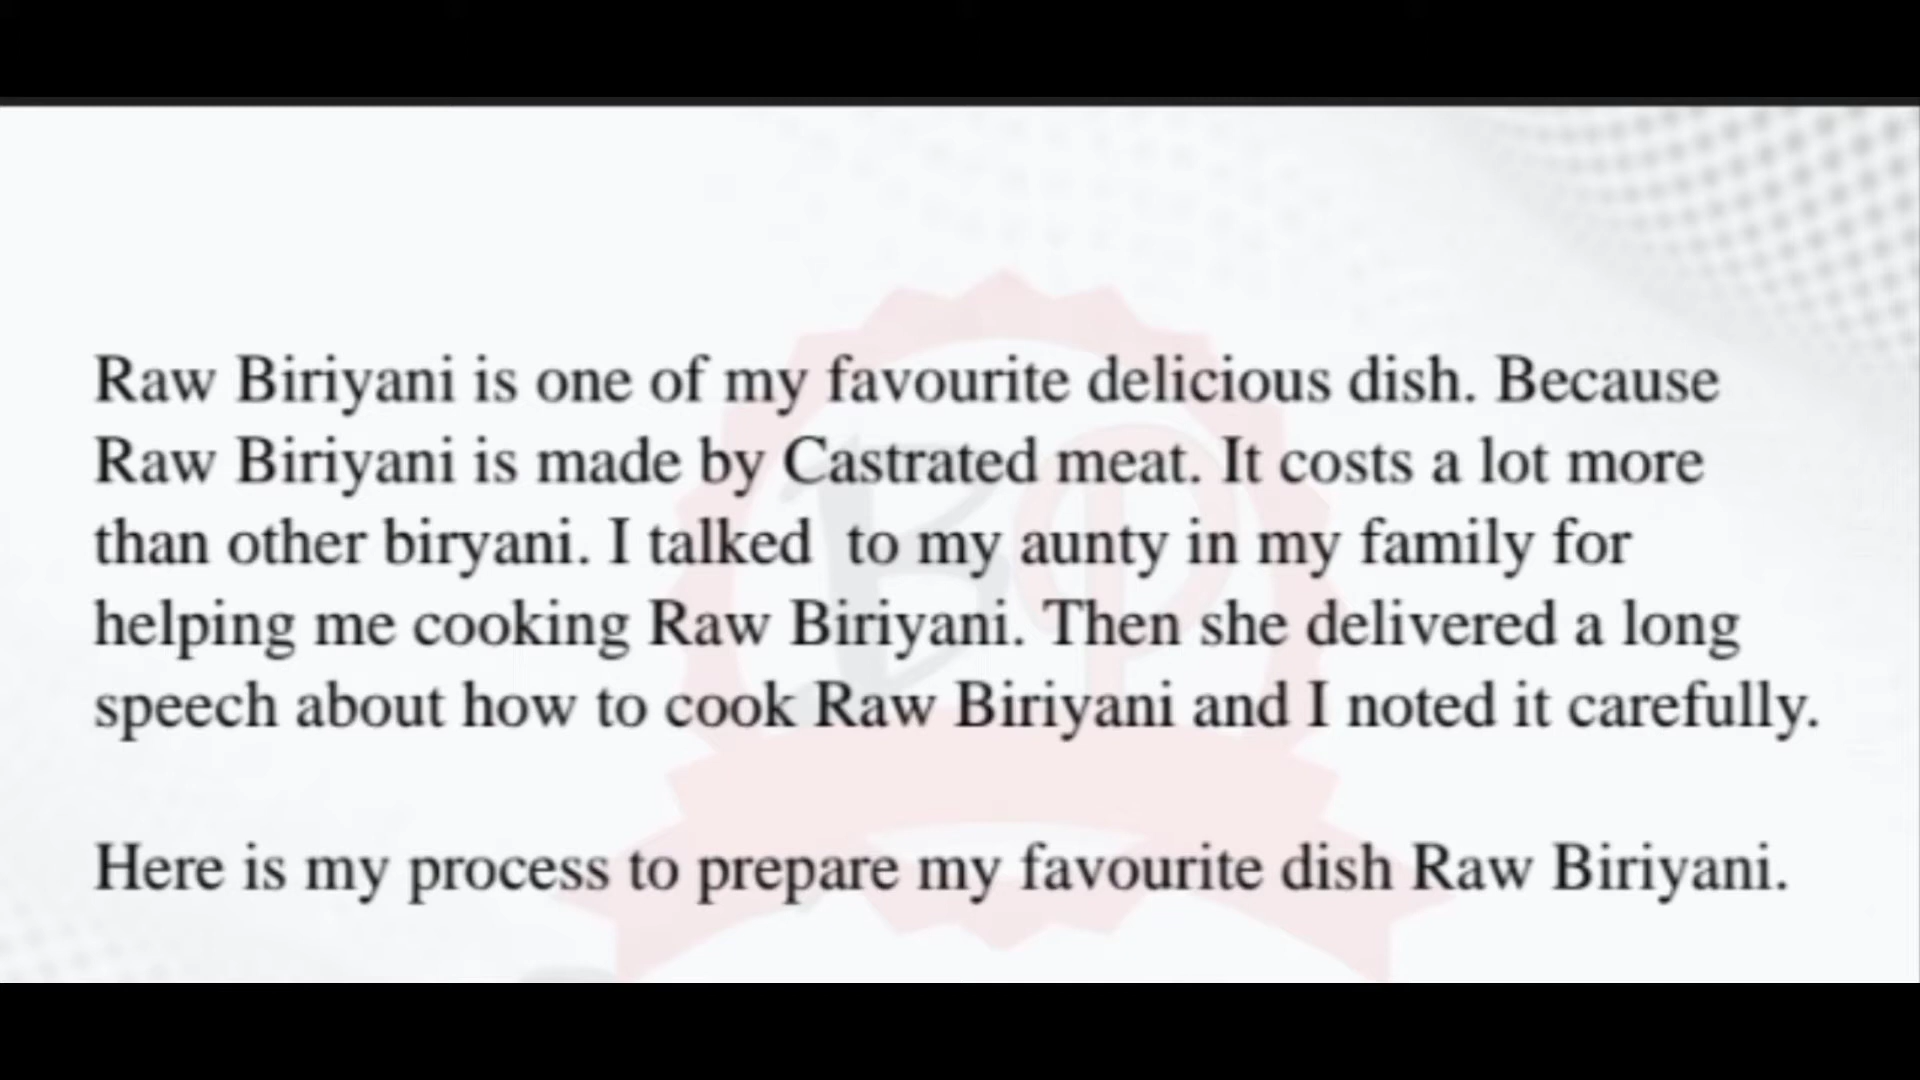 Raw Biriyani is one of my favourite delicious dish. Because
Raw Biriyani is made by Castrated meat. It costs a lot more
than other biryani. I talked  to my aunty in my family for
helping me cooking Raw Biriyani. Then she delivered a long
speech about how to cook Raw Biriyani and I noted it carefully.
Here is my process to prepare my favourite dish Raw Biriyani.